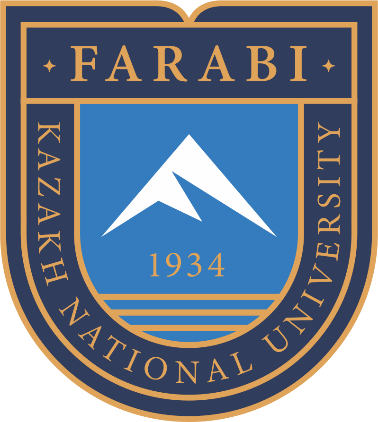 · FARABI ·
KAZAKH NATIONAL UNIVERSITY
1934